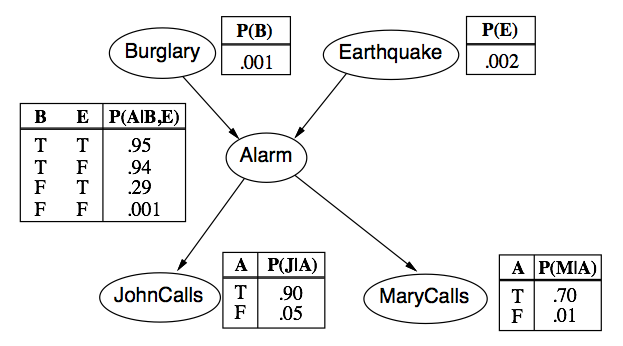 Burglary
P(B)
.001
Earthquake
P(E)
.002
B E P(A|B,E)
T T .95
T F .94
F T .29
F F .001
Alarm
JohnCalls
A P(J|A)
T .90
F .05
MaryCalls
A P(M|A)
T .70
F .01